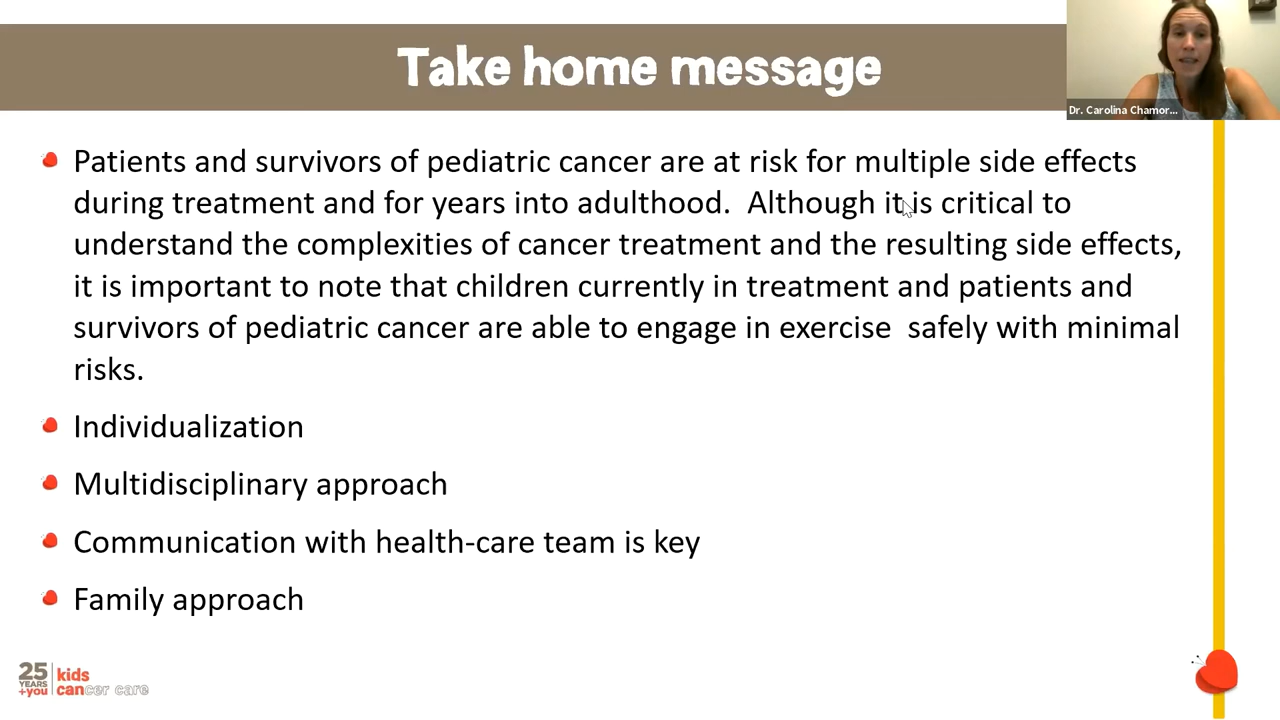 Take home message
Dr. Carolina Chamor...
Patients and survivors of pediatric cancer are at risk for multiple side effects
during treatment and for years into adulthood. Although it is critical to
understand the complexities of cancer treatment and the resulting side effects,
it is important to note that children currently in treatment and patients and
survivors of pediatric cancer are able to engage in exercise safely with minimal
risks.
Individualization
Multidisciplinary approach
Communication with health-care team is key
Family approach
25
YEARS
+you
kids
cancer care